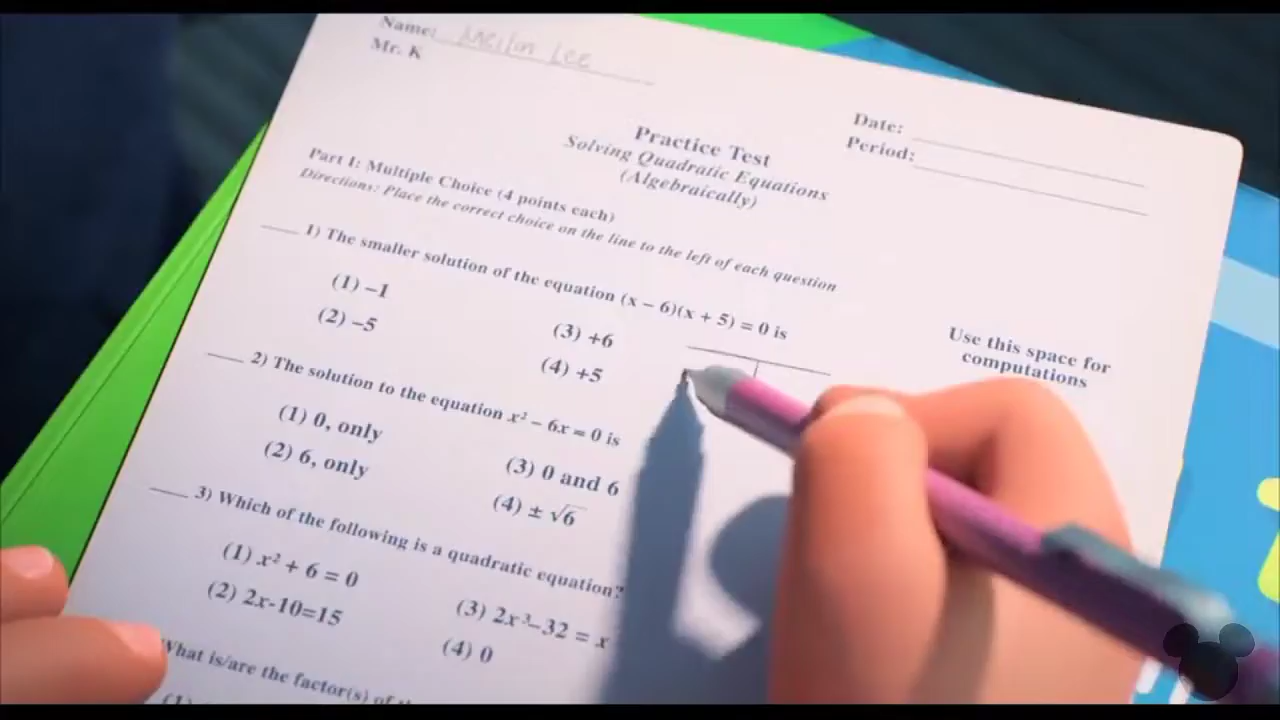 Name: Meilin Lee
Mr. K
Date:
Period:
Practice Test
Solving Quadratic Equations
(Algebraically)
Part I: Multiple Choice (4 points each)
Directions: Place the correct choice on the line to the left of each question
1) The smaller solution of the equation (x – 6)(x + 5) = 0 is
(1) –1
(2) –5
(3) +6
(4) +5
Use this space for
computations
2) The solution to the equation x² – 6x = 0 is
(1) 0, only
(2) 6, only
(3) 0 and 6
(4) ± √6
3) Which of the following is a quadratic equation?
(1) x² + 6 = 0
(2) 2x-10=15
(3) 2x³–32 = x
(4) 0
What is/are the factor(s) of
(1)